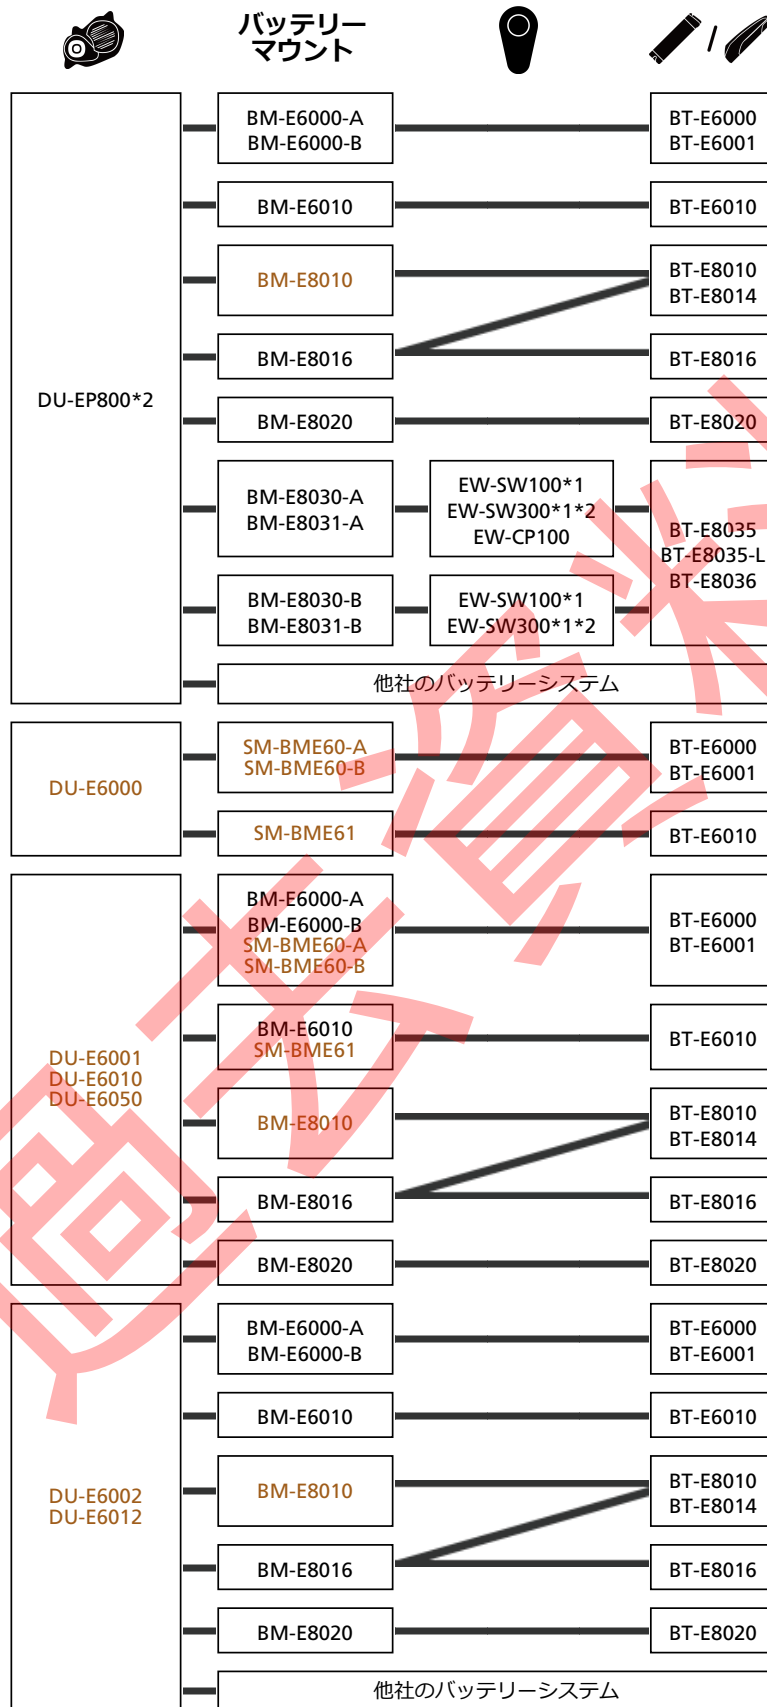 バッテリー
マウント
DU-EP800*2
BM-E6000-A
BM-E6000-B
BT-E6000
BT-E6001
BM-E6010
BT-E6010
BM-E8010
BT-E8010
BT-E8014
BM-E8016
BT-E8016
BM-E8020
BT-E8020
BM-E8030-A
BM-E8031-A
EW-SW100*1
EW-SW300*1*2
EW-CP100
BT-E8035
BT-E8035-L
BT-E8036
BM-E8030-B
BM-E8031-B
EW-SW100*1
EW-SW300*1*2
他社のバッテリーシステム
DU-E6000
SM-BME60-A
SM-BME60-B
BT-E6000
BT-E6001
SM-BME61
BT-E6010
DU-E6001
DU-E6010
DU-E6050
BM-E6000-A
BM-E6000-B
SM-BME60-A
SM-BME60-B
BT-E6000
BT-E6001
BM-E6010
SM-BME61
BT-E6010
BM-E8010
BT-E8010
BT-E8014
BM-E8016
BT-E8016
BM-E8020
BT-E8020
DU-E6002
DU-E6012
BM-E6000-A
BM-E6000-B
BT-E6000
BT-E6001
BM-E6010
BT-E6010
BM-E8010
BT-E8010
BT-E8014
BM-E8016
BT-E8016
BM-E8020
BT-E8020
他社のバッテリーシステム
過去資料